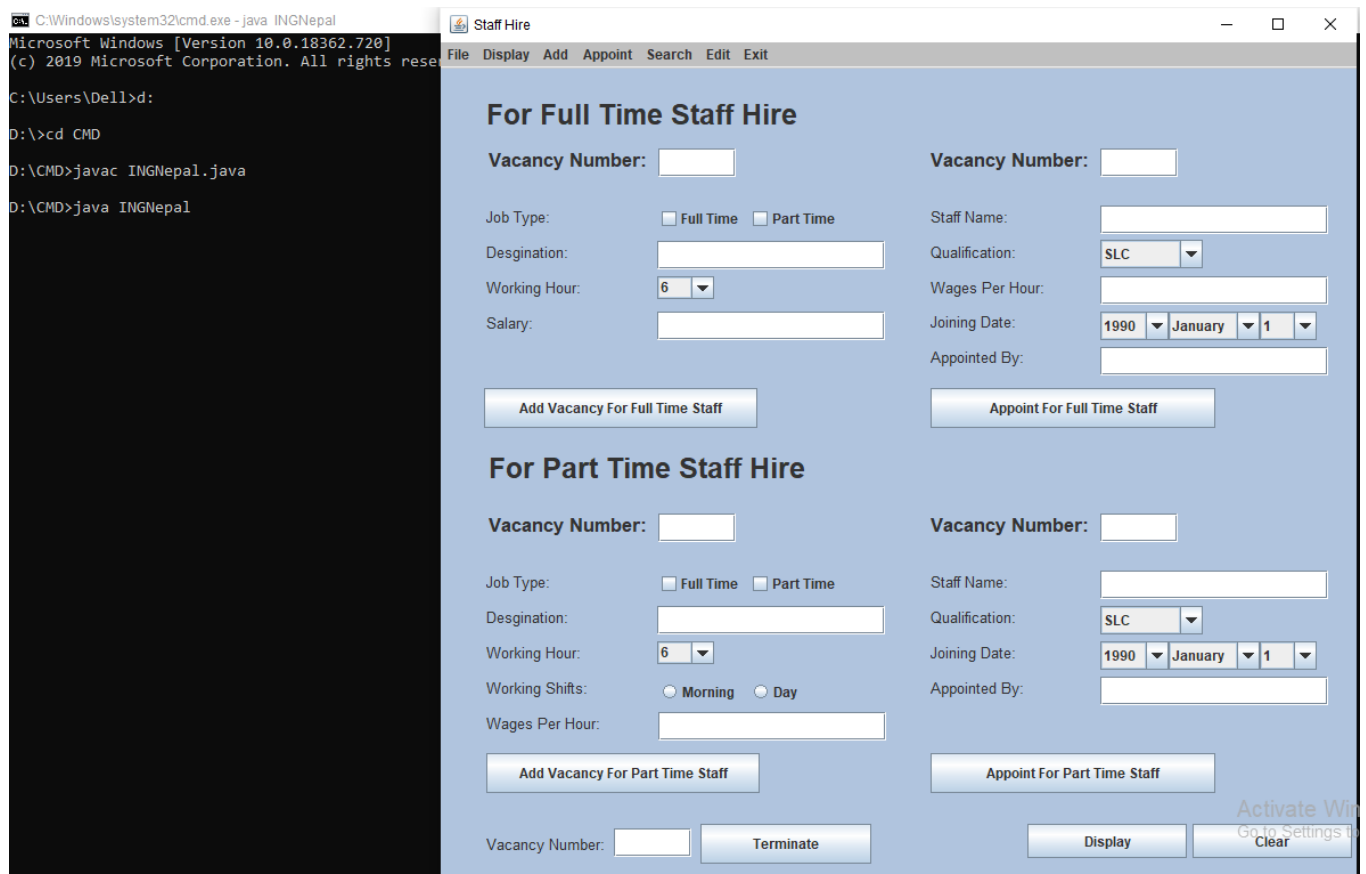 C:\Windows\system32\cmd.exe - java INGNepal
Microsoft Windows [Version 10.0.18362.720]
(c) 2019 Microsoft Corporation. All rights
C:\Users\Dell>d:
D:\>cd CMD
D:\CMD>javac INGNepal.java
D:\CMD>java INGNepal
Staff Hire
File Display Add Appoint Search Edit Exit
For Full Time Staff Hire
Vacancy Number: Vacancy Number:
Job Type: Full Time Part Time Staff Name:
Desgination: Qualification: SLC
Working Hour: 6 Wages Per Hour:
Salary: Joining Date: 1990 January 1
Appointed By:
Add Vacancy For Full Time Staff Appoint For Full Time Staff
For Part Time Staff Hire
Vacancy Number: Vacancy Number:
Job Type: Full Time Part Time Staff Name:
Desgination: Qualification: SLC
Working Hour: 6 Joining Date: 1990 January 1
Working Shifts: Morning Day Appointed By:
Wages Per Hour:
Add Vacancy For Part Time Staff Appoint For Part Time Staff
Activate
Go to Settings
Vacancy Number: Terminate Display Clear